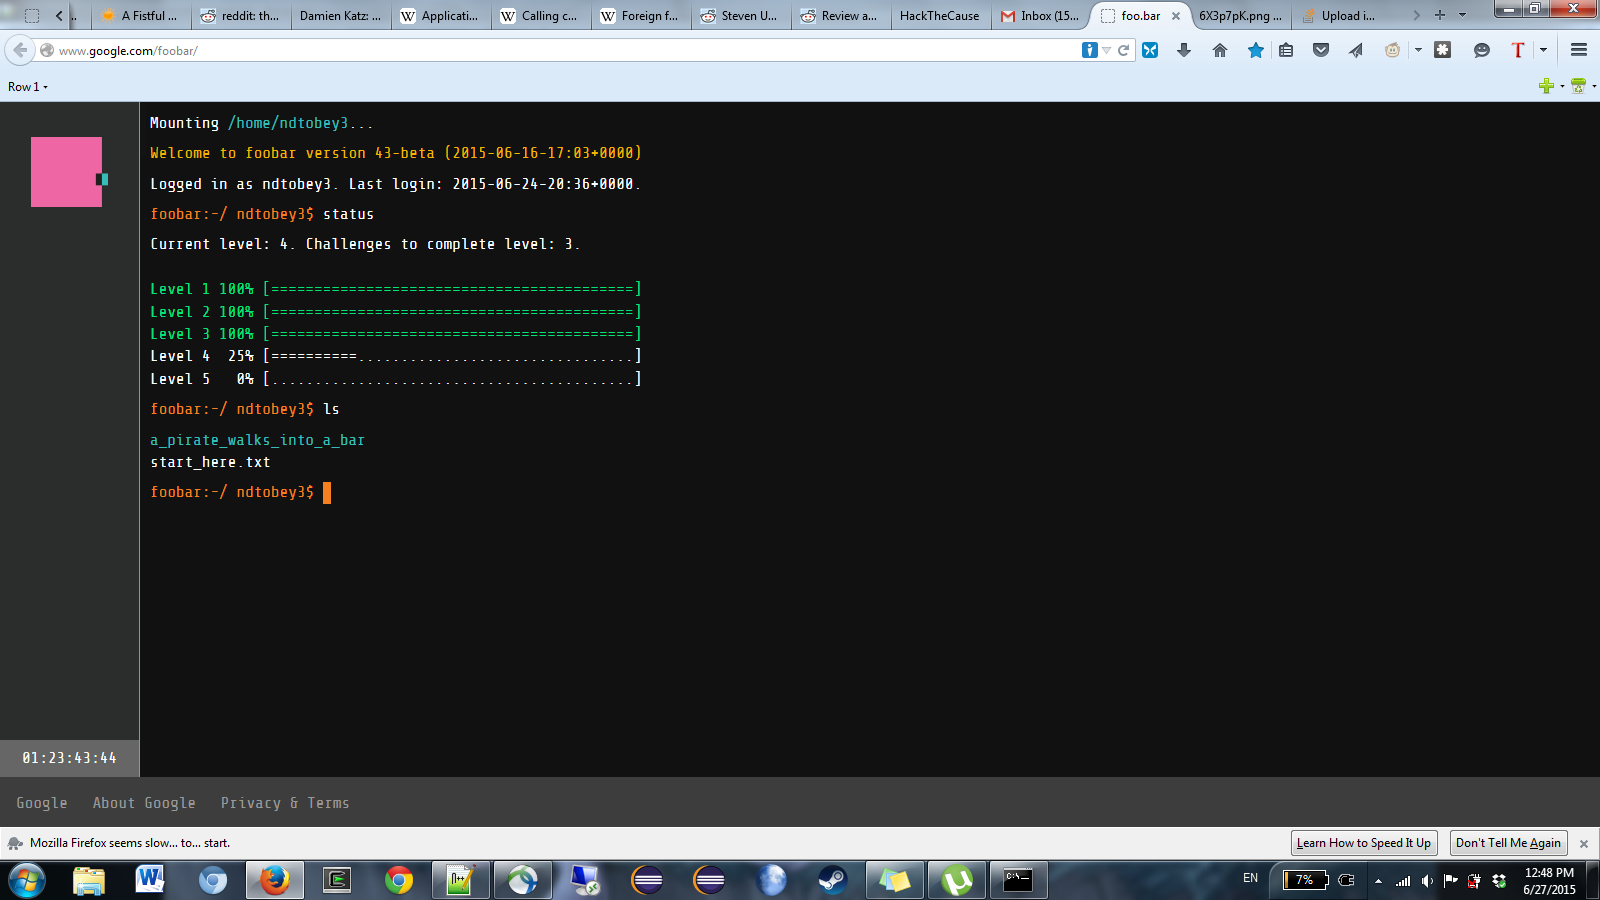 A Fistful ...
reddit: th...
Damien Katz: ...
Applicati...
Calling c...
Foreign f...
Steven U...
Review a...
HackTheCause
Inbox (15...
foo.bar
6X3p7pK.png ...
Upload i...
www.google.com/foobar/
Row 1
Mounting /home/ndtobey3...
Welcome to foobar version 43-beta (2015-06-16-17:03+0000)
Logged in as ndtobey3. Last login: 2015-06-24-20:36+0000.
foobar:~/ ndtobey3$ status
Current level: 4. Challenges to complete level: 3.
Level 1 100% [==========================================]
Level 2 100% [==========================================]
Level 3 100% [==========================================]
Level 4 25% [==========................................]
Level 5 0% [..........................................]
foobar:~/ ndtobey3$ ls
a_pirate_walks_into_a_bar
start_here.txt
foobar:~/ ndtobey3$
01:23:43:44
Google About Google Privacy & Terms
Mozilla Firefox seems slow... to... start.
Learn How to Speed It Up
Don't Tell Me Again
EN
7%
12:48 PM
6/27/2015